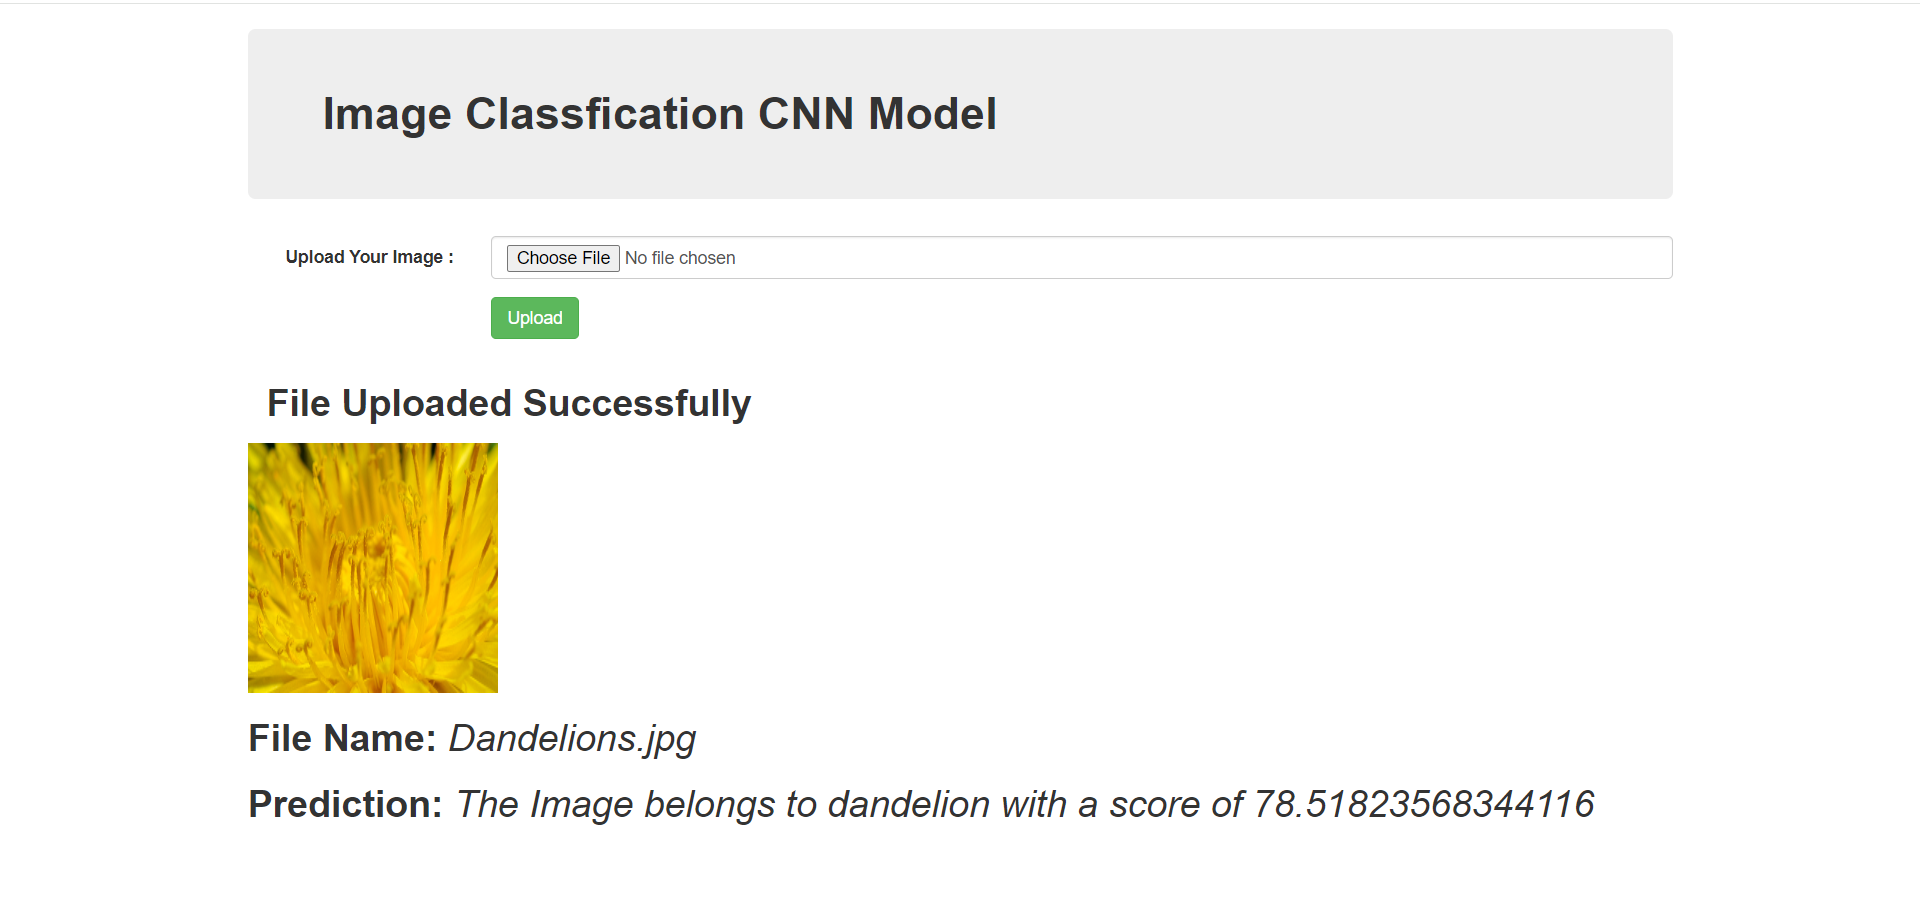 Image Classfication CNN Model
Upload Your Image : Choose File No file chosen
Upload
File Uploaded Successfully
File Name: Dandelions.jpg
Prediction: The Image belongs to dandelion with a score of 78.51823568344116